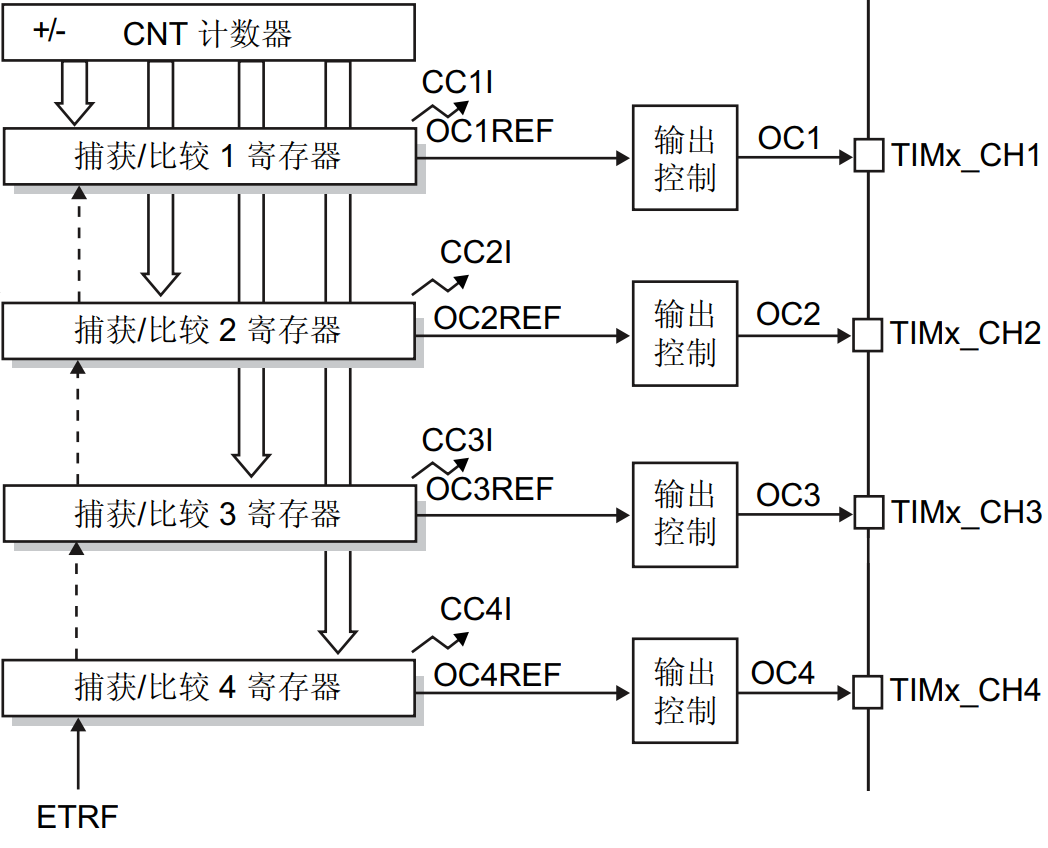 +/- CNT 计数器
CC1I
OC1REF
捕获/比较 1 寄存器
输出
控制
OC1
TIMx_CH1
CC2I
OC2REF
捕获/比较 2 寄存器
输出
控制
OC2
TIMx_CH2
CC3I
OC3REF
捕获/比较 3 寄存器
输出
控制
OC3
TIMx_CH3
CC4I
OC4REF
捕获/比较 4 寄存器
输出
控制
OC4
TIMx_CH4
ETRF